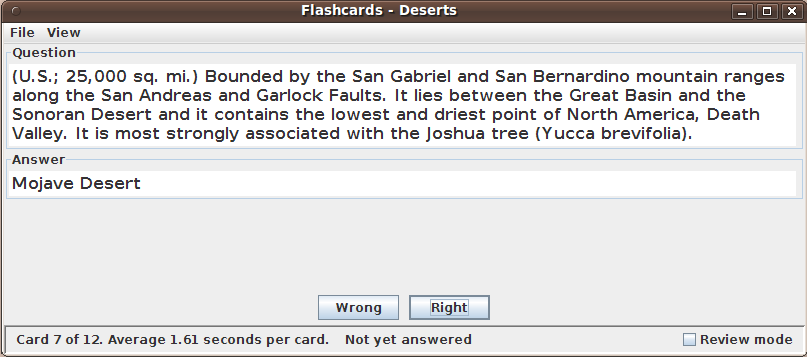 Flashcards - Deserts
File View
Question
(U.S.; 25,000 sq. mi.) Bounded by the San Gabriel and San Bernardino mountain ranges
along the San Andreas and Garlock Faults. It lies between the Great Basin and the
Sonoran Desert and it contains the lowest and driest point of North America, Death
Valley. It is most strongly associated with the Joshua tree (Yucca brevifolia).
Answer
Mojave Desert
Wrong Right
Card 7 of 12. Average 1.61 seconds per card. Not yet answered Review mode